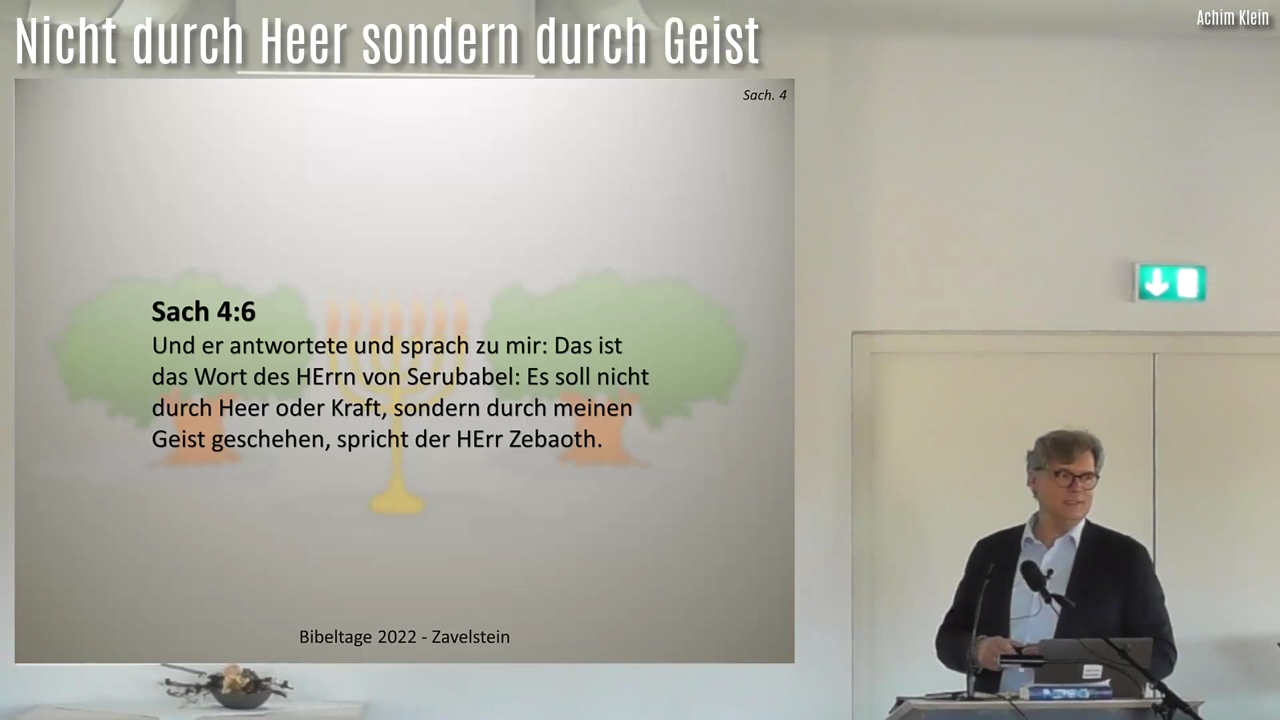 Nicht durch Heer sondern durch Geist
Achim Klein
Sach. 4
Sach 4:6
Und er antwortete und sprach zu mir: Das ist
das Wort des HErrn von Serubabel: Es soll nicht
durch Heer oder Kraft, sondern durch meinen
Geist geschehen, spricht der HErr Zebaoth.
Bibeltage 2022 - Zavelstein